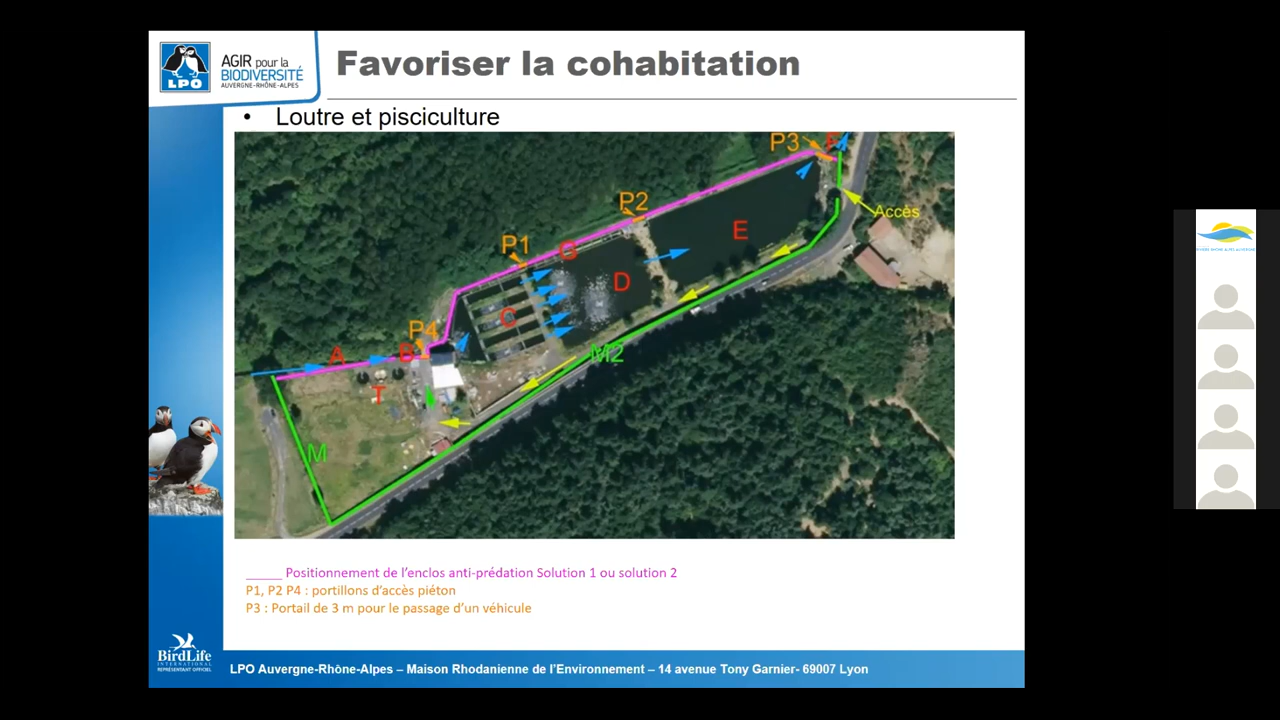 LPO
AGIR pour la
BIODIVERSITÉ
AUVERGNE-RHÔNE-ALPES
Favoriser la cohabitation
• Loutre et pisciculture
P3
F
P2
Accès
P1
G
E
D
C
P4
M2
A
B
T
M
_____ Positionnement de l'enclos anti-prédation Solution 1 ou solution 2
P1, P2 P4 : portillons d'accès piéton
P3 : Portail de 3 m pour le passage d'un véhicule
BirdLife
INTERNATIONAL
REPRÉSENTANT OFFICIEL
LPO Auvergne-Rhône-Alpes – Maison Rhodanienne de l'Environnement – 14 avenue Tony Garnier- 69007 Lyon